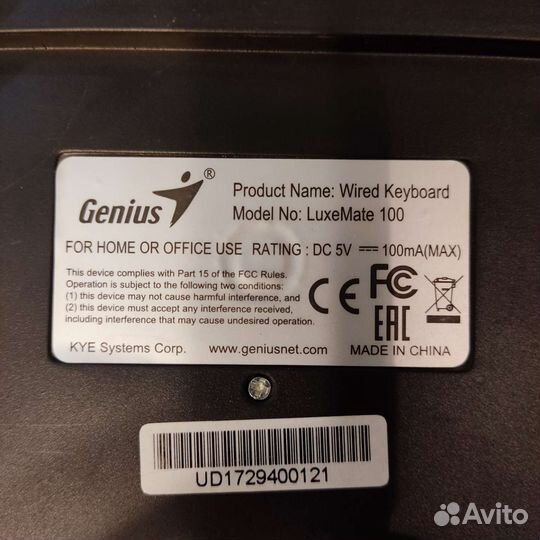 Genius®
Product Name: Wired Keyboard
Model No: LuxeMate 100
FOR HOME OR OFFICE USE RATING : DC 5V ⎓ 100mA(MAX)
This device complies with Part 15 of the FCC Rules.
Operation is subject to the following two conditions:
(1) this device may not cause harmful interference, and
(2) this device must accept any interference received,
including interference that may cause undesired operation.
CE FC
EAC
KYE Systems Corp. www.geniusnet.com MADE IN CHINA
UD1729400121
Avito